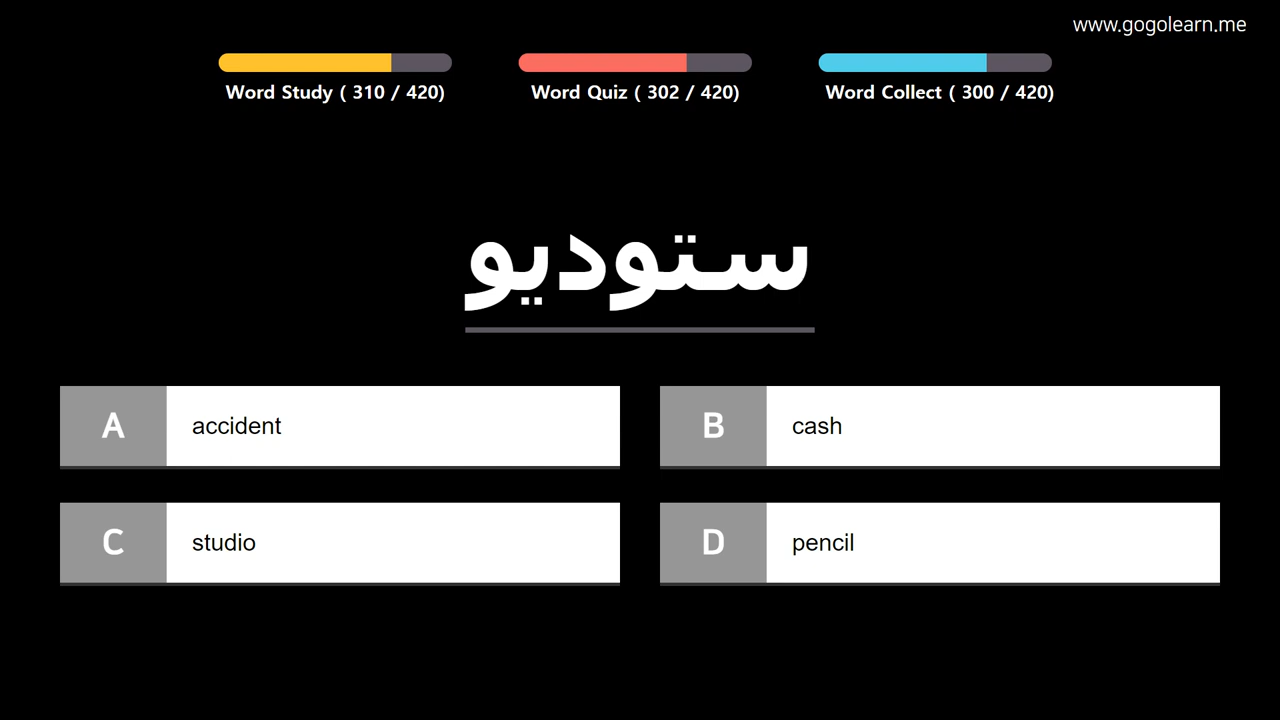 www.gogolearn.me
Word Study ( 310 / 420)
Word Quiz ( 302 / 420)
Word Collect ( 300 / 420)
ستوديو
A accident
B cash
C studio
D pencil